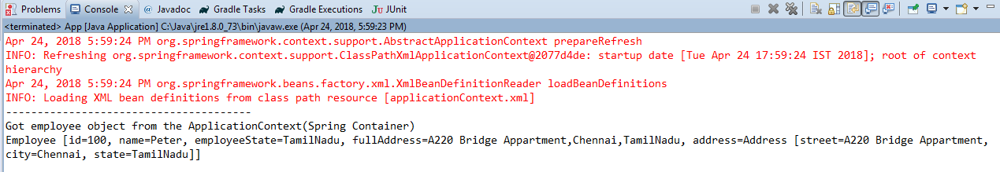 Problems Console Javadoc Gradle Tasks Gradle Executions JUnit
<terminated> App [Java Application] C:\Java\jre1.8.0_73\bin\javaw.exe (Apr 24, 2018, 5:59:23 PM)
Apr 24, 2018 5:59:24 PM org.springframework.context.support.AbstractApplicationContext prepareRefresh
INFO: Refreshing org.springframework.context.support.ClassPathXmlApplicationContext@2077d4de: startup date [Tue Apr 24 17:59:24 IST 2018]; root of context
hierarchy
Apr 24, 2018 5:59:24 PM org.springframework.beans.factory.xml.XmlBeanDefinitionReader loadBeanDefinitions
INFO: Loading XML bean definitions from class path resource [applicationContext.xml]
---------------------------------------
Got employee object from the ApplicationContext(Spring Container)
Employee [id=100, name=Peter, employeeState=TamilNadu, fullAddress=A220 Bridge Appartment,Chennai,TamilNadu, address=Address [street=A220 Bridge Appartment,
city=Chennai, state=TamilNadu]]